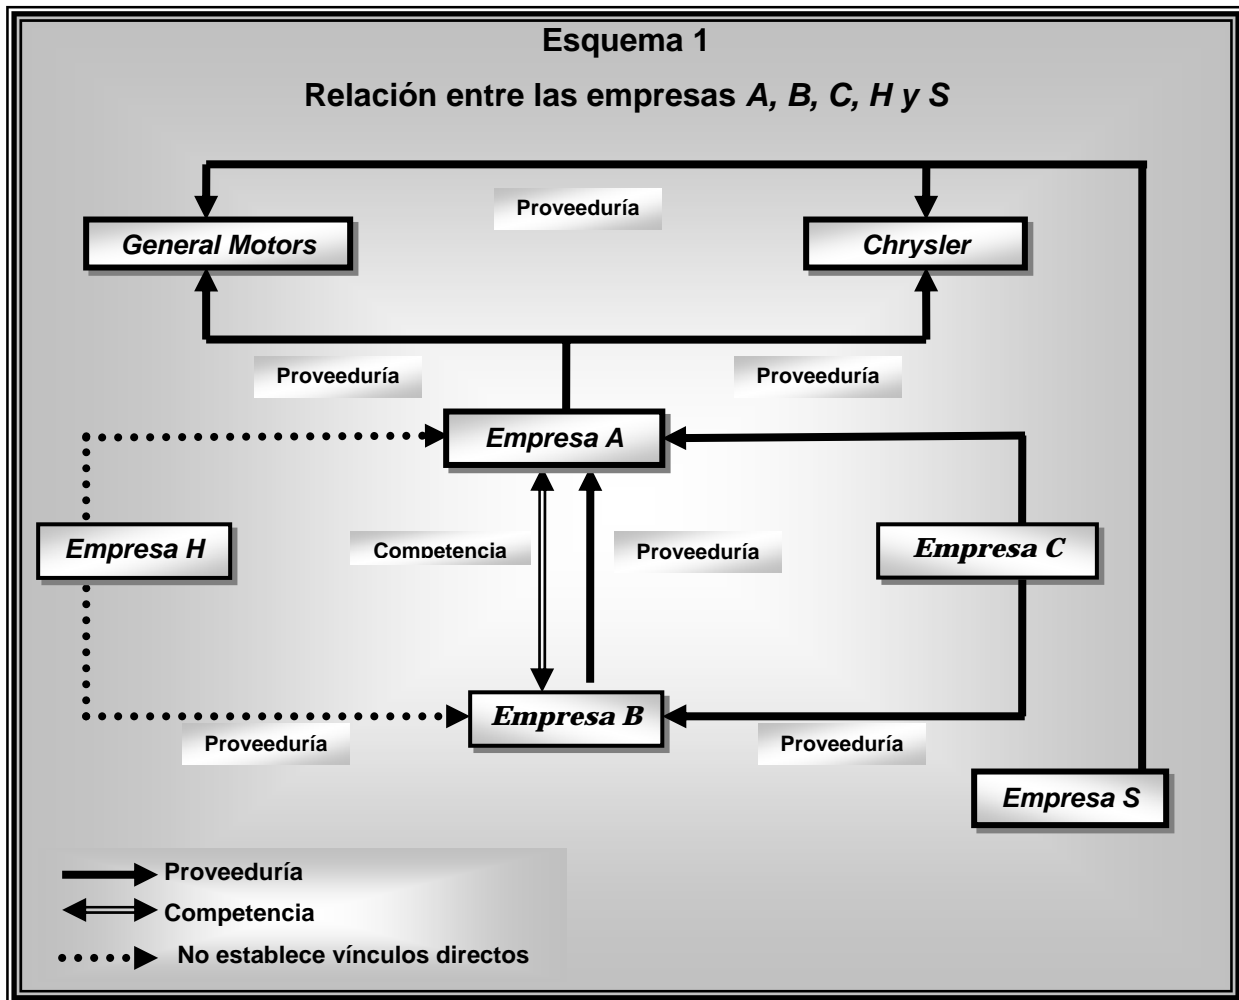 Esquema 1
Relación entre las empresas A, B, C, H y S
Proveeduría
General Motors
Chrysler
Proveeduría
Proveeduría
Empresa A
Empresa H
Competencia
Proveeduría
Empresa C
Empresa B
Proveeduría
Proveeduría
Empresa S
Proveeduría
Competencia
No establece vínculos directos